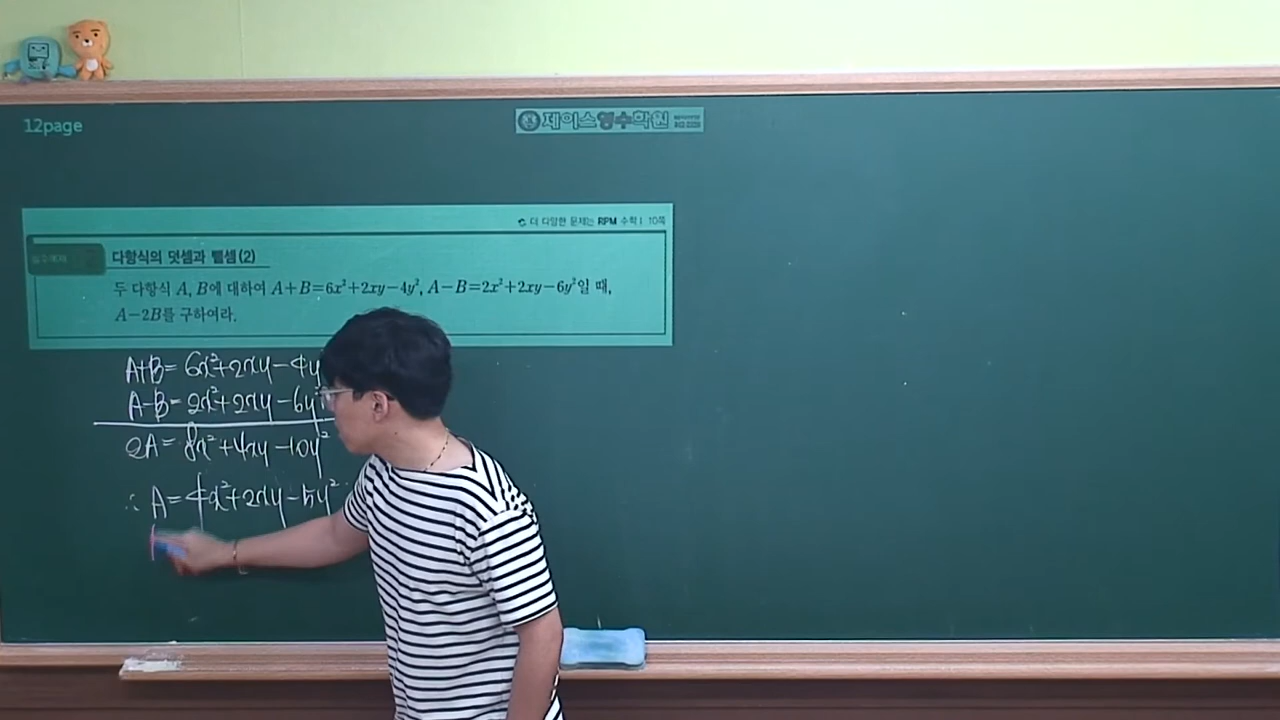 12page
제이스영수학원
더 다양한 문제는 RPM 수학 I 10쪽
다항식의 덧셈과 뺄셈(2)
두 다항식 A, B에 대하여 A+B=6x²+2xy-4y², A-B=2x²+2xy-6y²일 때,
A-2B를 구하여라.
A+B= 6x²+2xy-4y
A-B= 2x²+2xy-6y²
2A= 8x²+4xy-10y²
∴ A=4x²+2xy-5y²